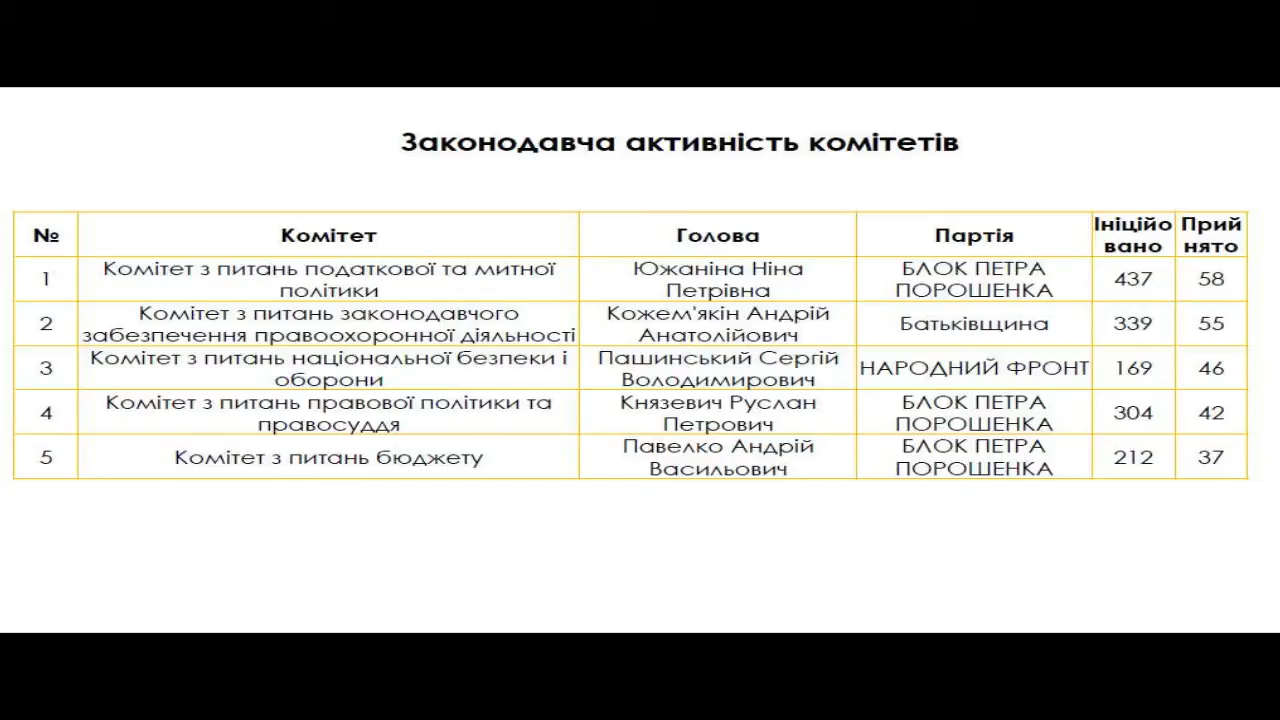 Законодавча активність комітетів
№ Комітет Голова Партія Ініційо Прий
вано нято
1 Комітет з питань податкової та митної Южаніна Ніна БЛОК ПЕТРА 437 58
політики Петрівна ПОРОШЕНКА
2 Комітет з питань законодавчого Кожем'якін Андрій Батьківщина 339 55
забезпечення правоохоронної діяльності Анатолійович
3 Комітет з питань національної безпеки і Пашинський Сергій НАРОДНИЙ ФРОНТ 169 46
оборони Володимирович
4 Комітет з питань правової політики та Князевич Руслан БЛОК ПЕТРА 304 42
правосуддя Петрович ПОРОШЕНКА
5 Комітет з питань бюджету Павелко Андрій БЛОК ПЕТРА 212 37
Васильович ПОРОШЕНКА